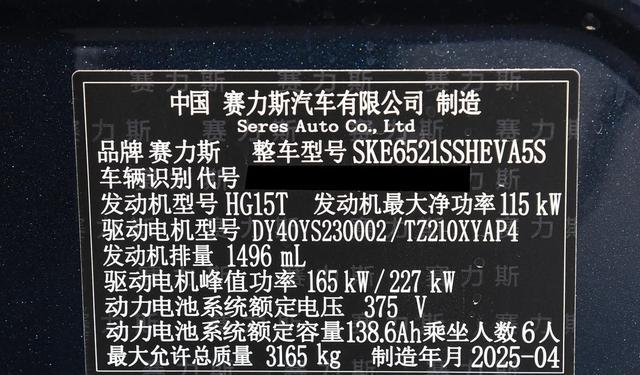 中国 赛力斯汽车有限公司 制造
Seres Auto Co., Ltd
品牌 赛力斯 整车型号 SKE6521SSHEVA5S
车辆识别代号
发动机型号 HG15T 发动机最大净功率 115 kW
驱动电机型号 DY40YS230002/TZ210XYAP4
发动机排量 1496 mL
驱动电机峰值功率 165 kW/227 kW
动力电池系统额定电压 375 V
动力电池系统额定容量138.6Ah乘坐人数 6人
最大允许总质量 3165 kg 制造年月 2025-04